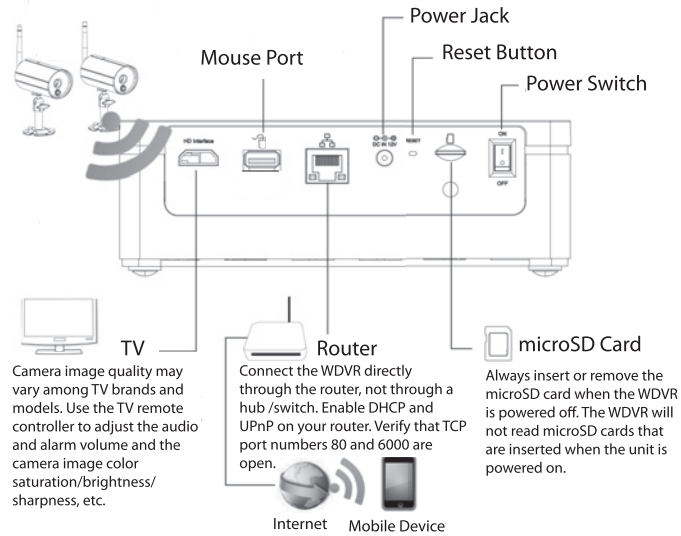 Power Jack
Reset Button
Mouse Port
Power Switch
ON
HD Interface
DC IN 12V
RESET
OFF
TV
Camera image quality may
vary among TV brands and
models. Use the TV remote
controller to adjust the audio
and alarm volume and the
camera image color
saturation/brightness/
sharpness, etc.
Router
Connect the WDVR directly
through the router, not through a
hub /switch. Enable DHCP and
UPnP on your router. Verify that TCP
port numbers 80 and 6000 are
open.
Internet
Mobile Device
microSD Card
Always insert or remove the
microSD card when the WDVR
is powered off. The WDVR will
not read microSD cards that
are inserted when the unit is
powered on.